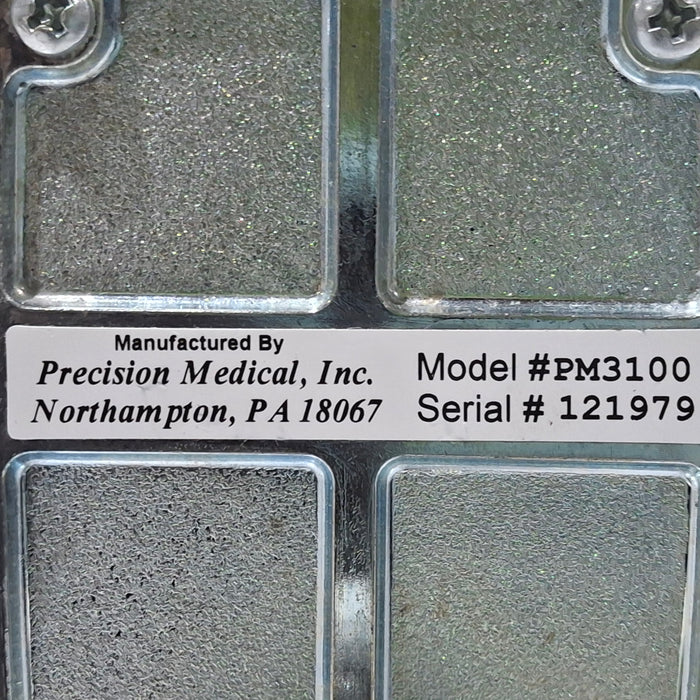 Manufactured By
Precision Medical, Inc.
Northampton, PA 18067
Model #PM3100
Serial # 121979